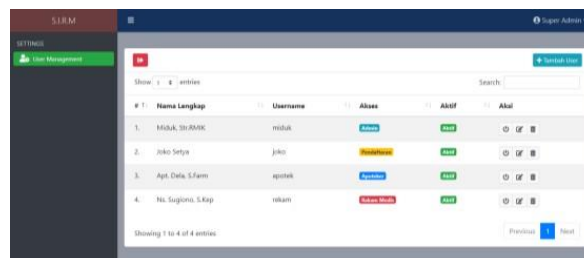 S.I.R.M
Super Admin
SETTINGS
User Management
+ Tambah User
Show entries
Search:
# Nama Lengkap Username Akses Aktif Aksi
1. Miduk, Str.RMIK miduk Admin Aktif
2. Joko Setya joko Pendaftaran Aktif
3. Apt. Dela, S.Farm apotek Apoteker Aktif
4. Ns. Sugiono, S.Kep rekam Rekam Medis Aktif
Showing 1 to 4 of 4 entries
Previous 1 Next